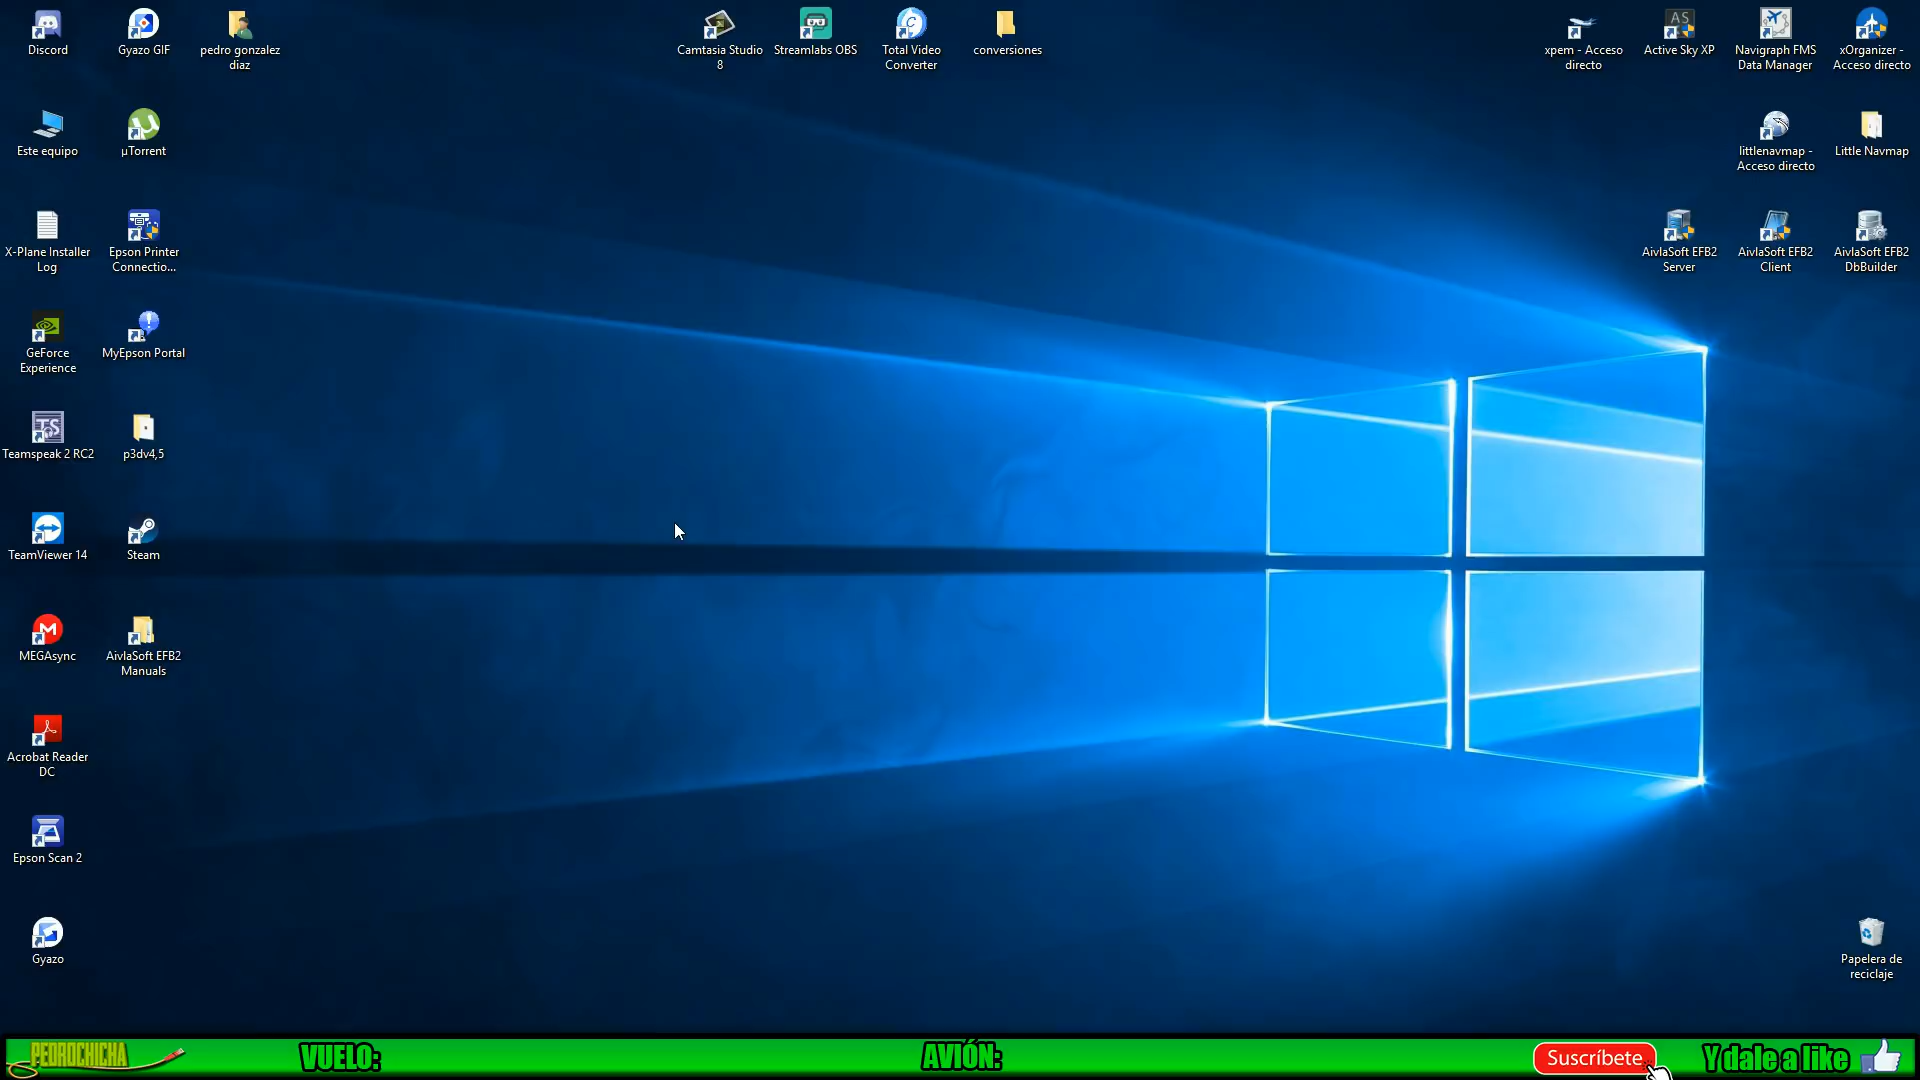 Discord
Gyazo GIF
pedro gonzalez
diaz
Camtasia Studio
8
Streamlabs OBS
Total Video
Converter
conversiones
xpem - Acceso
directo
Active Sky XP
Navigraph FMS
Data Manager
xOrganizer -
Acceso directo
Este equipo
µTorrent
littlenavmap -
Acceso directo
Little Navmap
X-Plane Installer
Log
Epson Printer
Connectio...
AivlaSoft EFB2
Server
AivlaSoft EFB2
Client
AivlaSoft EFB2
DbBuilder
GeForce
Experience
MyEpson Portal
Teamspeak 2 RC2
p3dv4,5
TeamViewer 14
Steam
MEGAsync
AivlaSoft EFB2
Manuals
Acrobat Reader
DC
Epson Scan 2
Gyazo
Papelera de
reciclaje
PEDROCHICHA
VUELO:
AVIÓN:
Suscríbete
Y dale a like